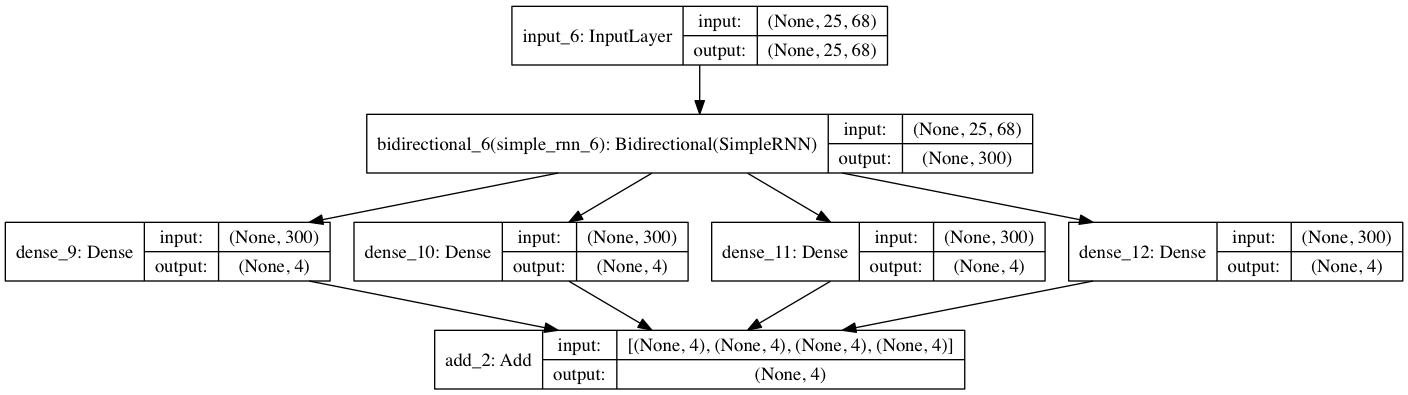 input_6: InputLayer
input: (None, 25, 68)
output: (None, 25, 68)
bidirectional_6(simple_rnn_6): Bidirectional(SimpleRNN)
input: (None, 25, 68)
output: (None, 300)
dense_9: Dense
input: (None, 300)
output: (None, 4)
dense_10: Dense
input: (None, 300)
output: (None, 4)
dense_11: Dense
input: (None, 300)
output: (None, 4)
dense_12: Dense
input: (None, 300)
output: (None, 4)
add_2: Add
input: [(None, 4), (None, 4), (None, 4), (None, 4)]
output: (None, 4)